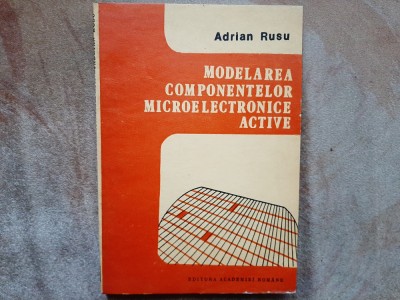 Adrian Rusu
MODELAREA
COMPONENTELOR
MICROELECTRONICE
ACTIVE
EDITURA ACADEMIEI ROMÂNE